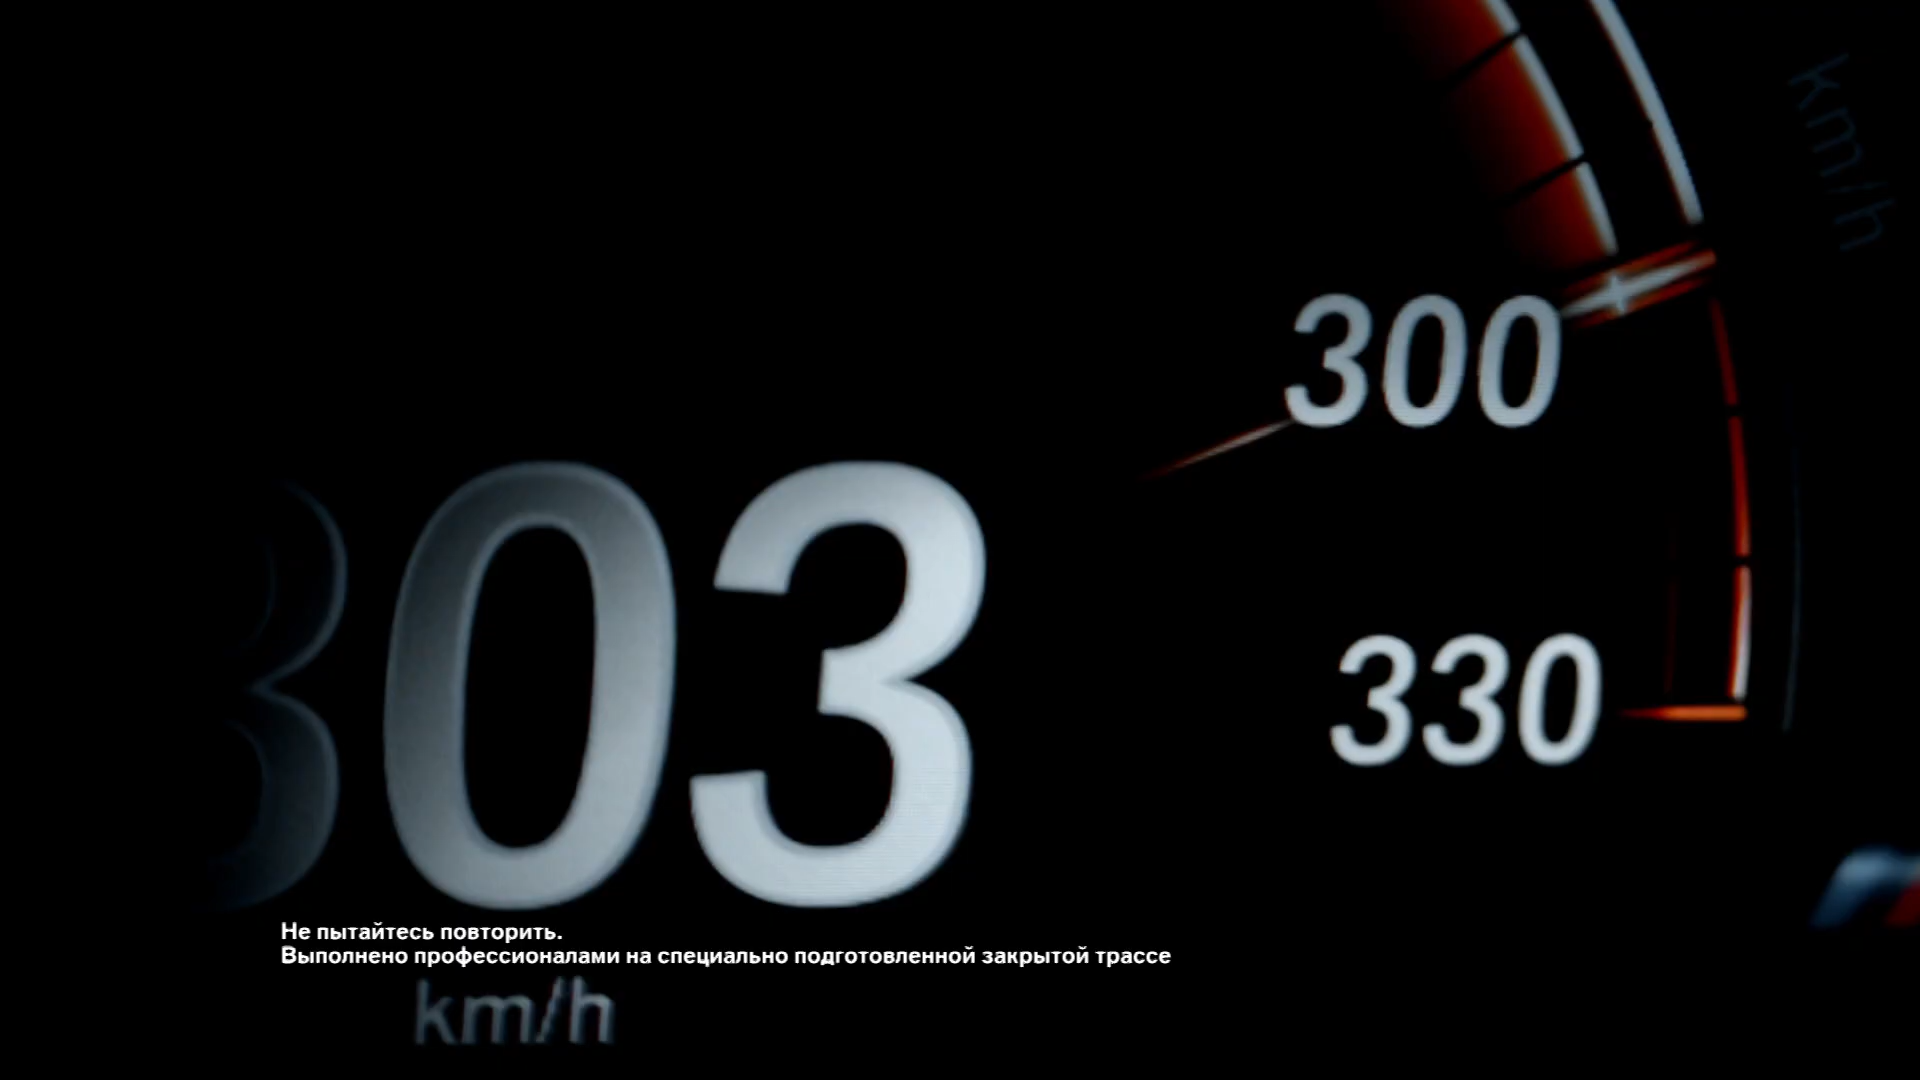 km/h
300
303
330
Не пытайтесь повторить.
Выполнено профессионалами на специально подготовленной закрытой трассе
km/h